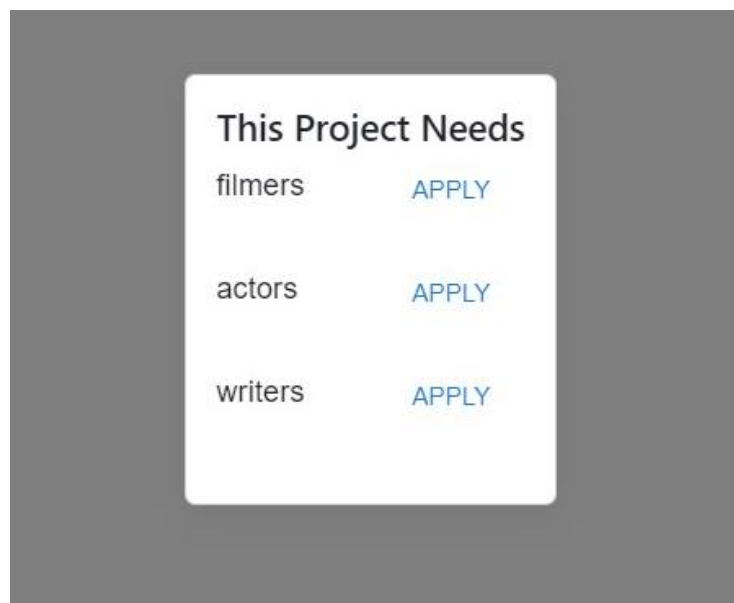 This Project Needs
filmers APPLY
actors APPLY
writers APPLY